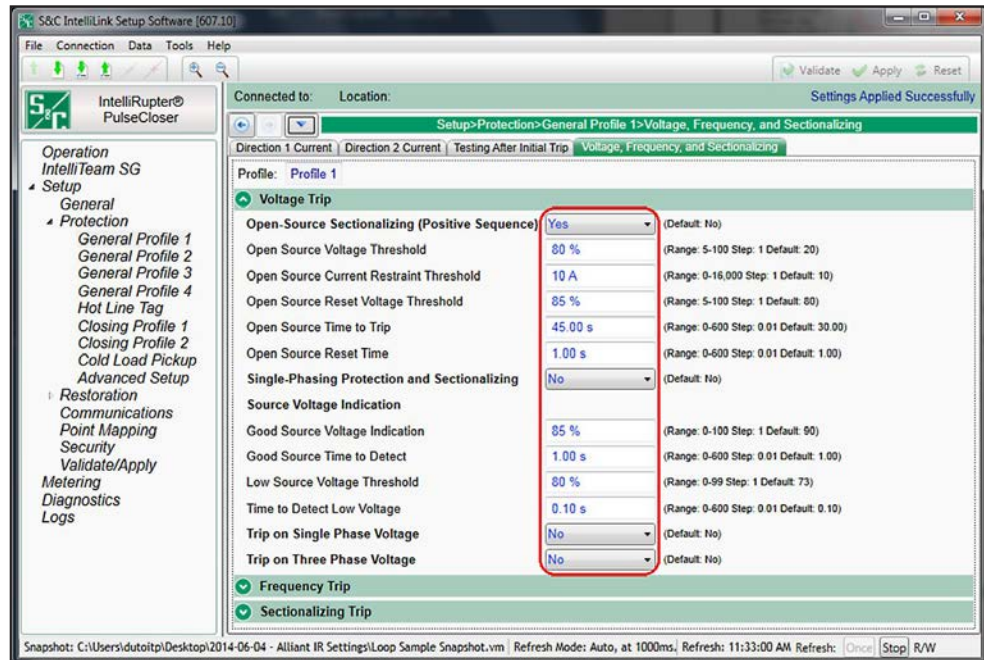 S&C IntelliLink Setup Software [607.10]
File Connection Data Tools Help
Validate Apply Reset
S&C
IntelliRupter®
PulseCloser
Connected to: Location: Settings Applied Successfully
Setup>Protection>General Profile 1>Voltage, Frequency, and Sectionalizing
Direction 1 Current Direction 2 Current Testing After Initial Trip Voltage, Frequency, and Sectionalizing
Operation
IntelliTeam SG
Setup
General
Protection
General Profile 1
General Profile 2
General Profile 3
General Profile 4
Hot Line Tag
Closing Profile 1
Closing Profile 2
Cold Load Pickup
Advanced Setup
Restoration
Communications
Point Mapping
Security
Validate/Apply
Metering
Diagnostics
Logs
Profile: Profile 1
Voltage Trip
Open-Source Sectionalizing (Positive Sequence) Yes (Default: No)
Open Source Voltage Threshold 80 % (Range: 5-100 Step: 1 Default: 20)
Open Source Current Restraint Threshold 10 A (Range: 0-16,000 Step: 1 Default: 10)
Open Source Reset Voltage Threshold 85 % (Range: 5-100 Step: 1 Default: 80)
Open Source Time to Trip 45.00 s (Range: 0-600 Step: 0.01 Default: 30.00)
Open Source Reset Time 1.00 s (Range: 0-600 Step: 0.01 Default: 1.00)
Single-Phasing Protection and Sectionalizing No (Default: No)
Source Voltage Indication
Good Source Voltage Indication 85 % (Range: 0-100 Step: 1 Default: 90)
Good Source Time to Detect 1.00 s (Range: 0-600 Step: 0.01 Default: 1.00)
Low Source Voltage Threshold 80 % (Range: 0-99 Step: 1 Default: 73)
Time to Detect Low Voltage 0.10 s (Range: 0-600 Step: 0.01 Default: 0.10)
Trip on Single Phase Voltage No (Default: No)
Trip on Three Phase Voltage No (Default: No)
Frequency Trip
Sectionalizing Trip
Snapshot: C:\Users\dutoitp\Desktop\2014-06-04 - Alliant IR Settings\Loop Sample Snapshot.vm Refresh Mode: Auto, at 1000ms. Refresh: 11:33:00 AM Refresh: Once Stop R/W